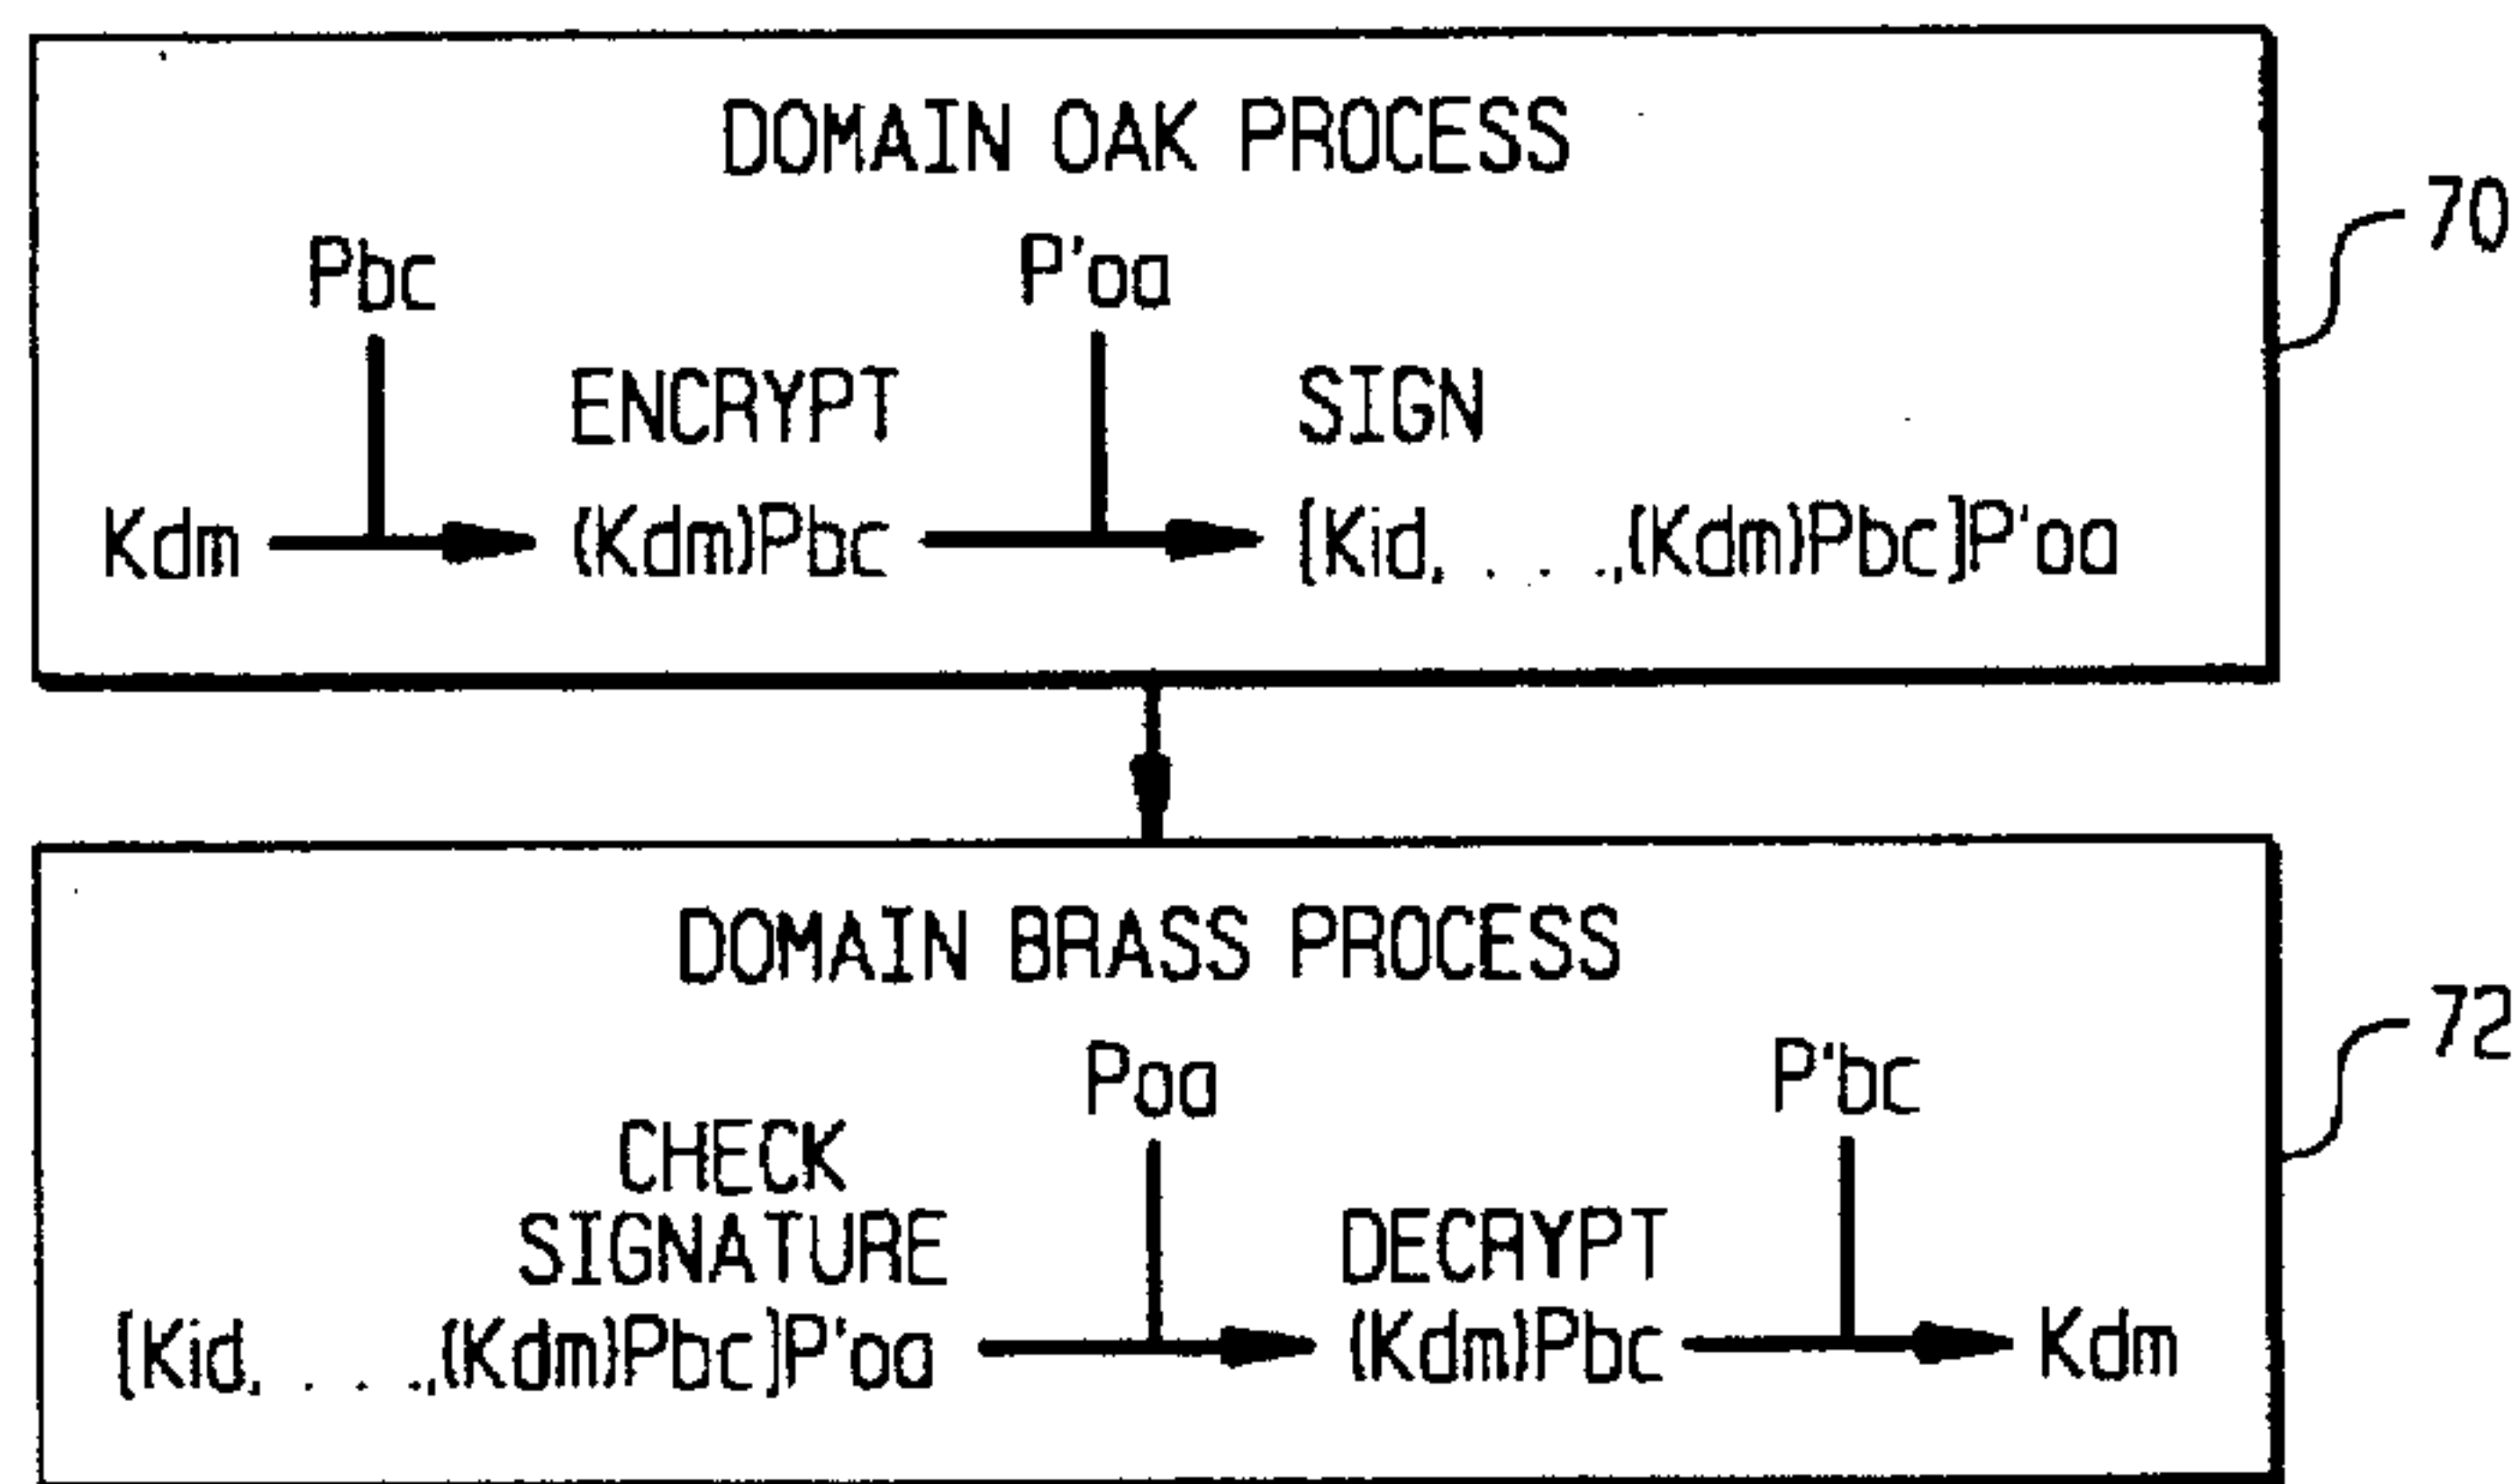 DOMAIN OAK PROCESS
70
Pbc P'oa
ENCRYPT SIGN
Kdm (Kdm)Pbc [Kid, . . .,(Kdm)Pbc]P'oa
DOMAIN BRASS PROCESS
72
Poa P'bc
CHECK
SIGNATURE DECRYPT
[Kid, . . .,(Kdm)Pbc]P'oa (Kdm)Pbc Kdm